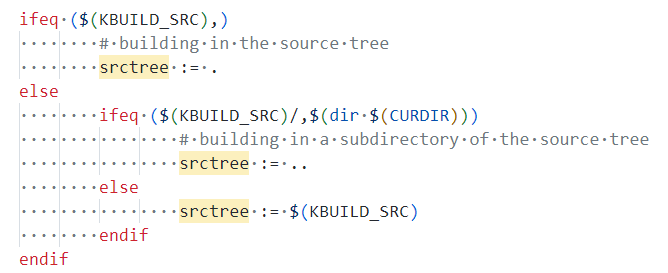 ifeq ($(KBUILD_SRC),)
        # building in the source tree
        srctree := .
else
        ifeq ($(KBUILD_SRC)/,$(dir $(CURDIR)))
                # building in a subdirectory of the source tree
                srctree := ..
        else
                srctree := $(KBUILD_SRC)
        endif
endif